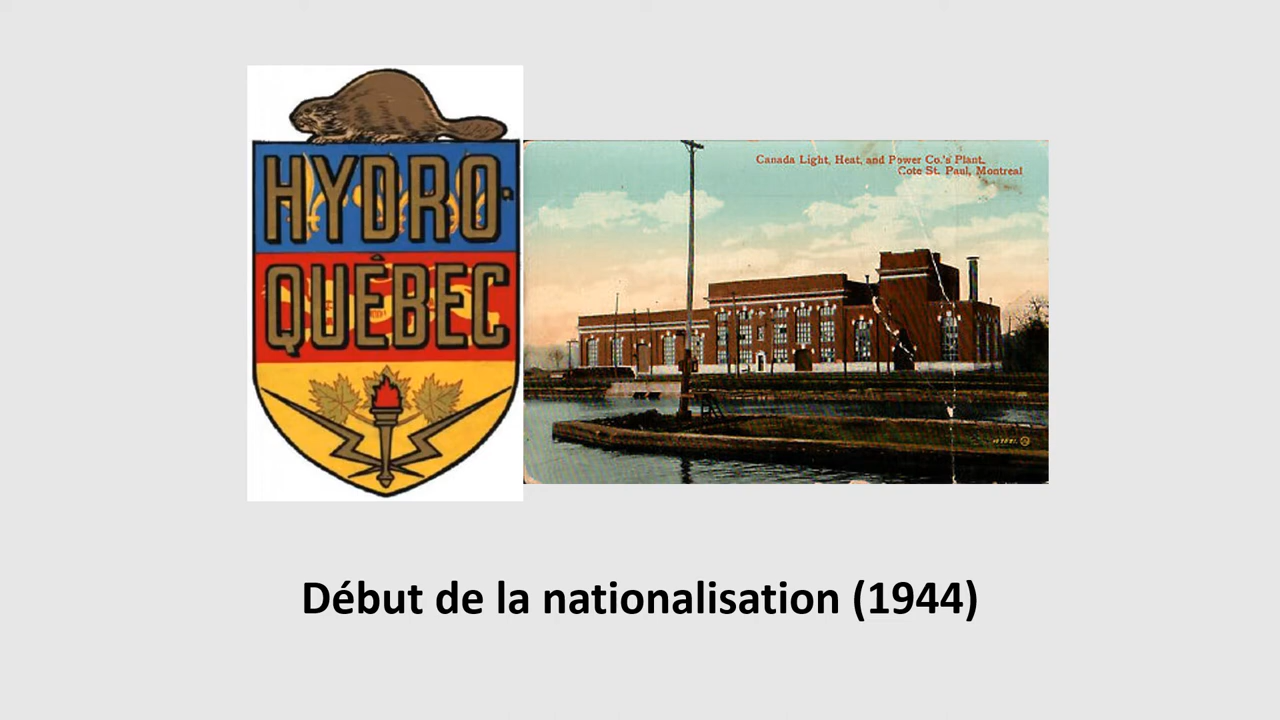 HYDRO-
QUÉBEC
Canada Light, Heat, and Power Co.'s Plant,
Cote St. Paul, Montreal
Début de la nationalisation (1944)